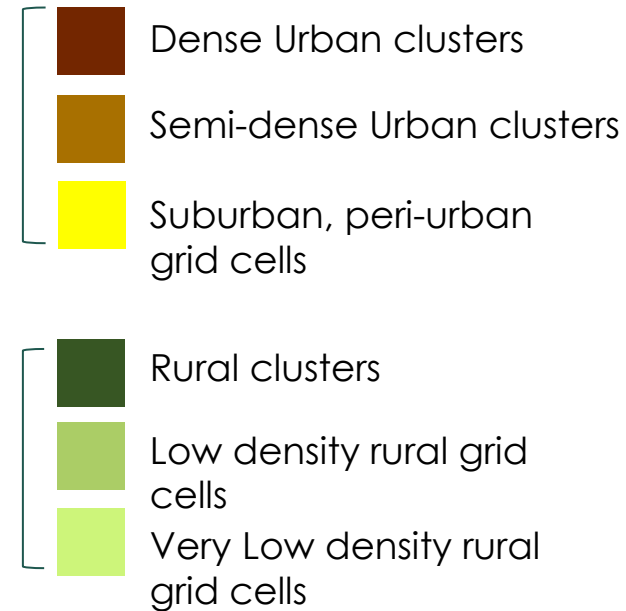 Dense Urban clusters
Semi-dense Urban clusters
Suburban, peri-urban
grid cells
Rural clusters
Low density rural grid
cells
Very Low density rural
grid cells